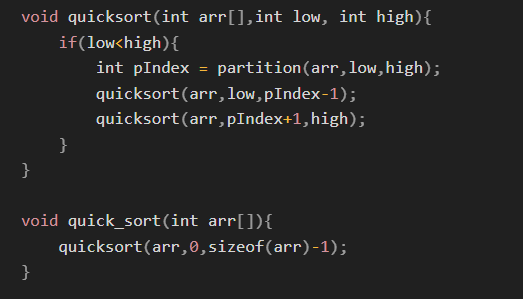 void quicksort(int arr[],int low, int high){
    if(low<high){
        int pIndex = partition(arr,low,high);
        quicksort(arr,low,pIndex-1);
        quicksort(arr,pIndex+1,high);
    }
}

void quick_sort(int arr[]){
    quicksort(arr,0,sizeof(arr)-1);
}